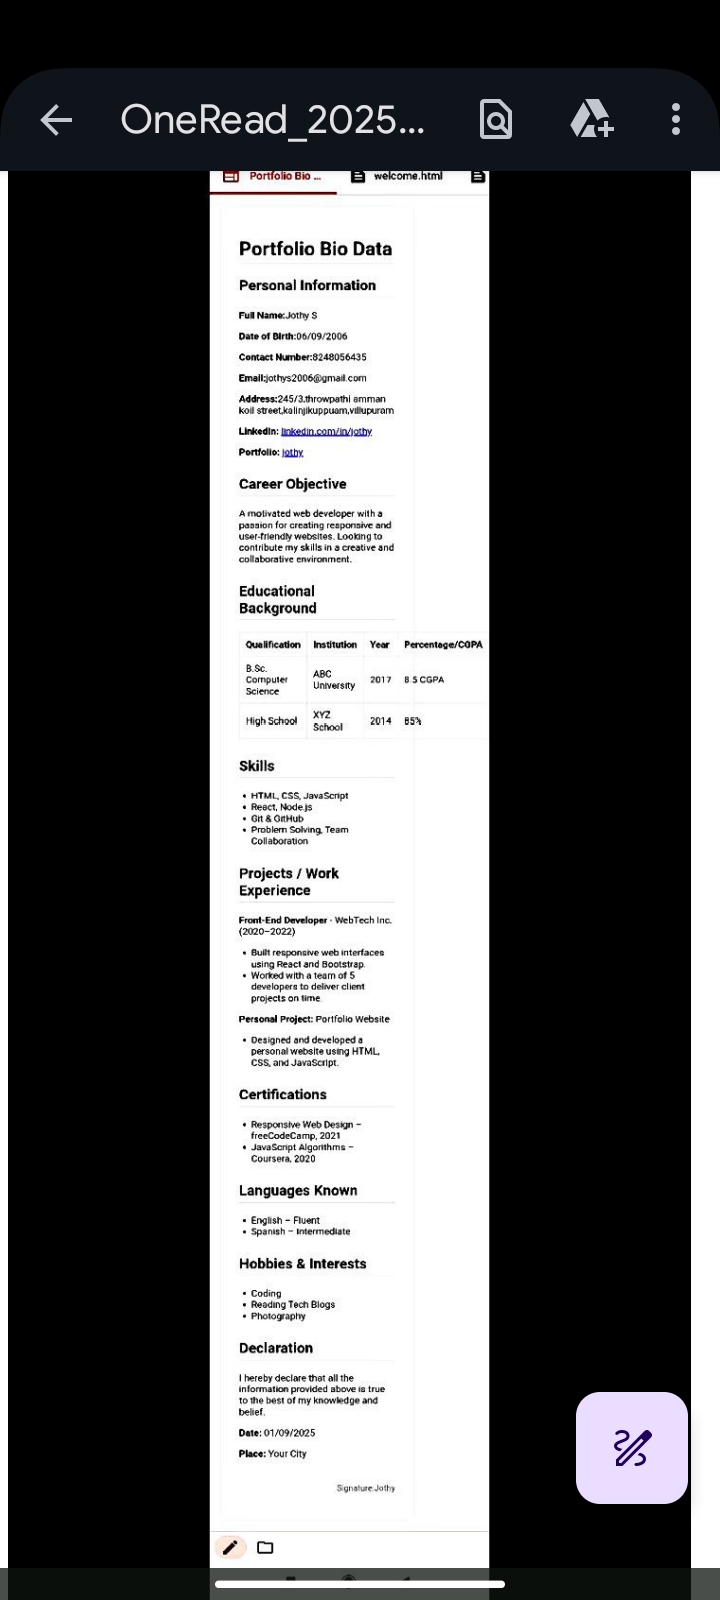 OneRead_2025...
Portfolio Bio ...
welcome.html
Portfolio Bio Data
Personal Information
Full Name:Jothy S
Date of Birth:06/09/2006
Contact Number:8248056435
Email:jothys2006@gmail.com
Address:245/3,throwpathi amman
koil street,kalinjikuppuam,villupuram
LinkedIn: linkedin.com/in/jothy
Portfolio: jothy
Career Objective
A motivated web developer with a
passion for creating responsive and
user-friendly websites. Looking to
contribute my skills in a creative and
collaborative environment.
Educational
Background
Qualification Institution Year Percentage/CGPA
B.Sc.
Computer
Science
ABC
University
2017
8.5 CGPA
High School
XYZ
School
2014
85%
Skills
• HTML, CSS, JavaScript
• React, Node.js
• Git & GitHub
• Problem Solving, Team
Collaboration
Projects / Work
Experience
Front-End Developer - WebTech Inc.
(2020–2022)
• Built responsive web interfaces
using React and Bootstrap.
• Worked with a team of 5
developers to deliver client
projects on time.
Personal Project: Portfolio Website
• Designed and developed a
personal website using HTML,
CSS, and JavaScript.
Certifications
• Responsive Web Design –
freeCodeCamp, 2021
• JavaScript Algorithms –
Coursera, 2020
Languages Known
• English – Fluent
• Spanish – Intermediate
Hobbies & Interests
• Coding
• Reading Tech Blogs
• Photography
Declaration
I hereby declare that all the
information provided above is true
to the best of my knowledge and
belief.
Date: 01/09/2025
Place: Your City
Signature:Jothy